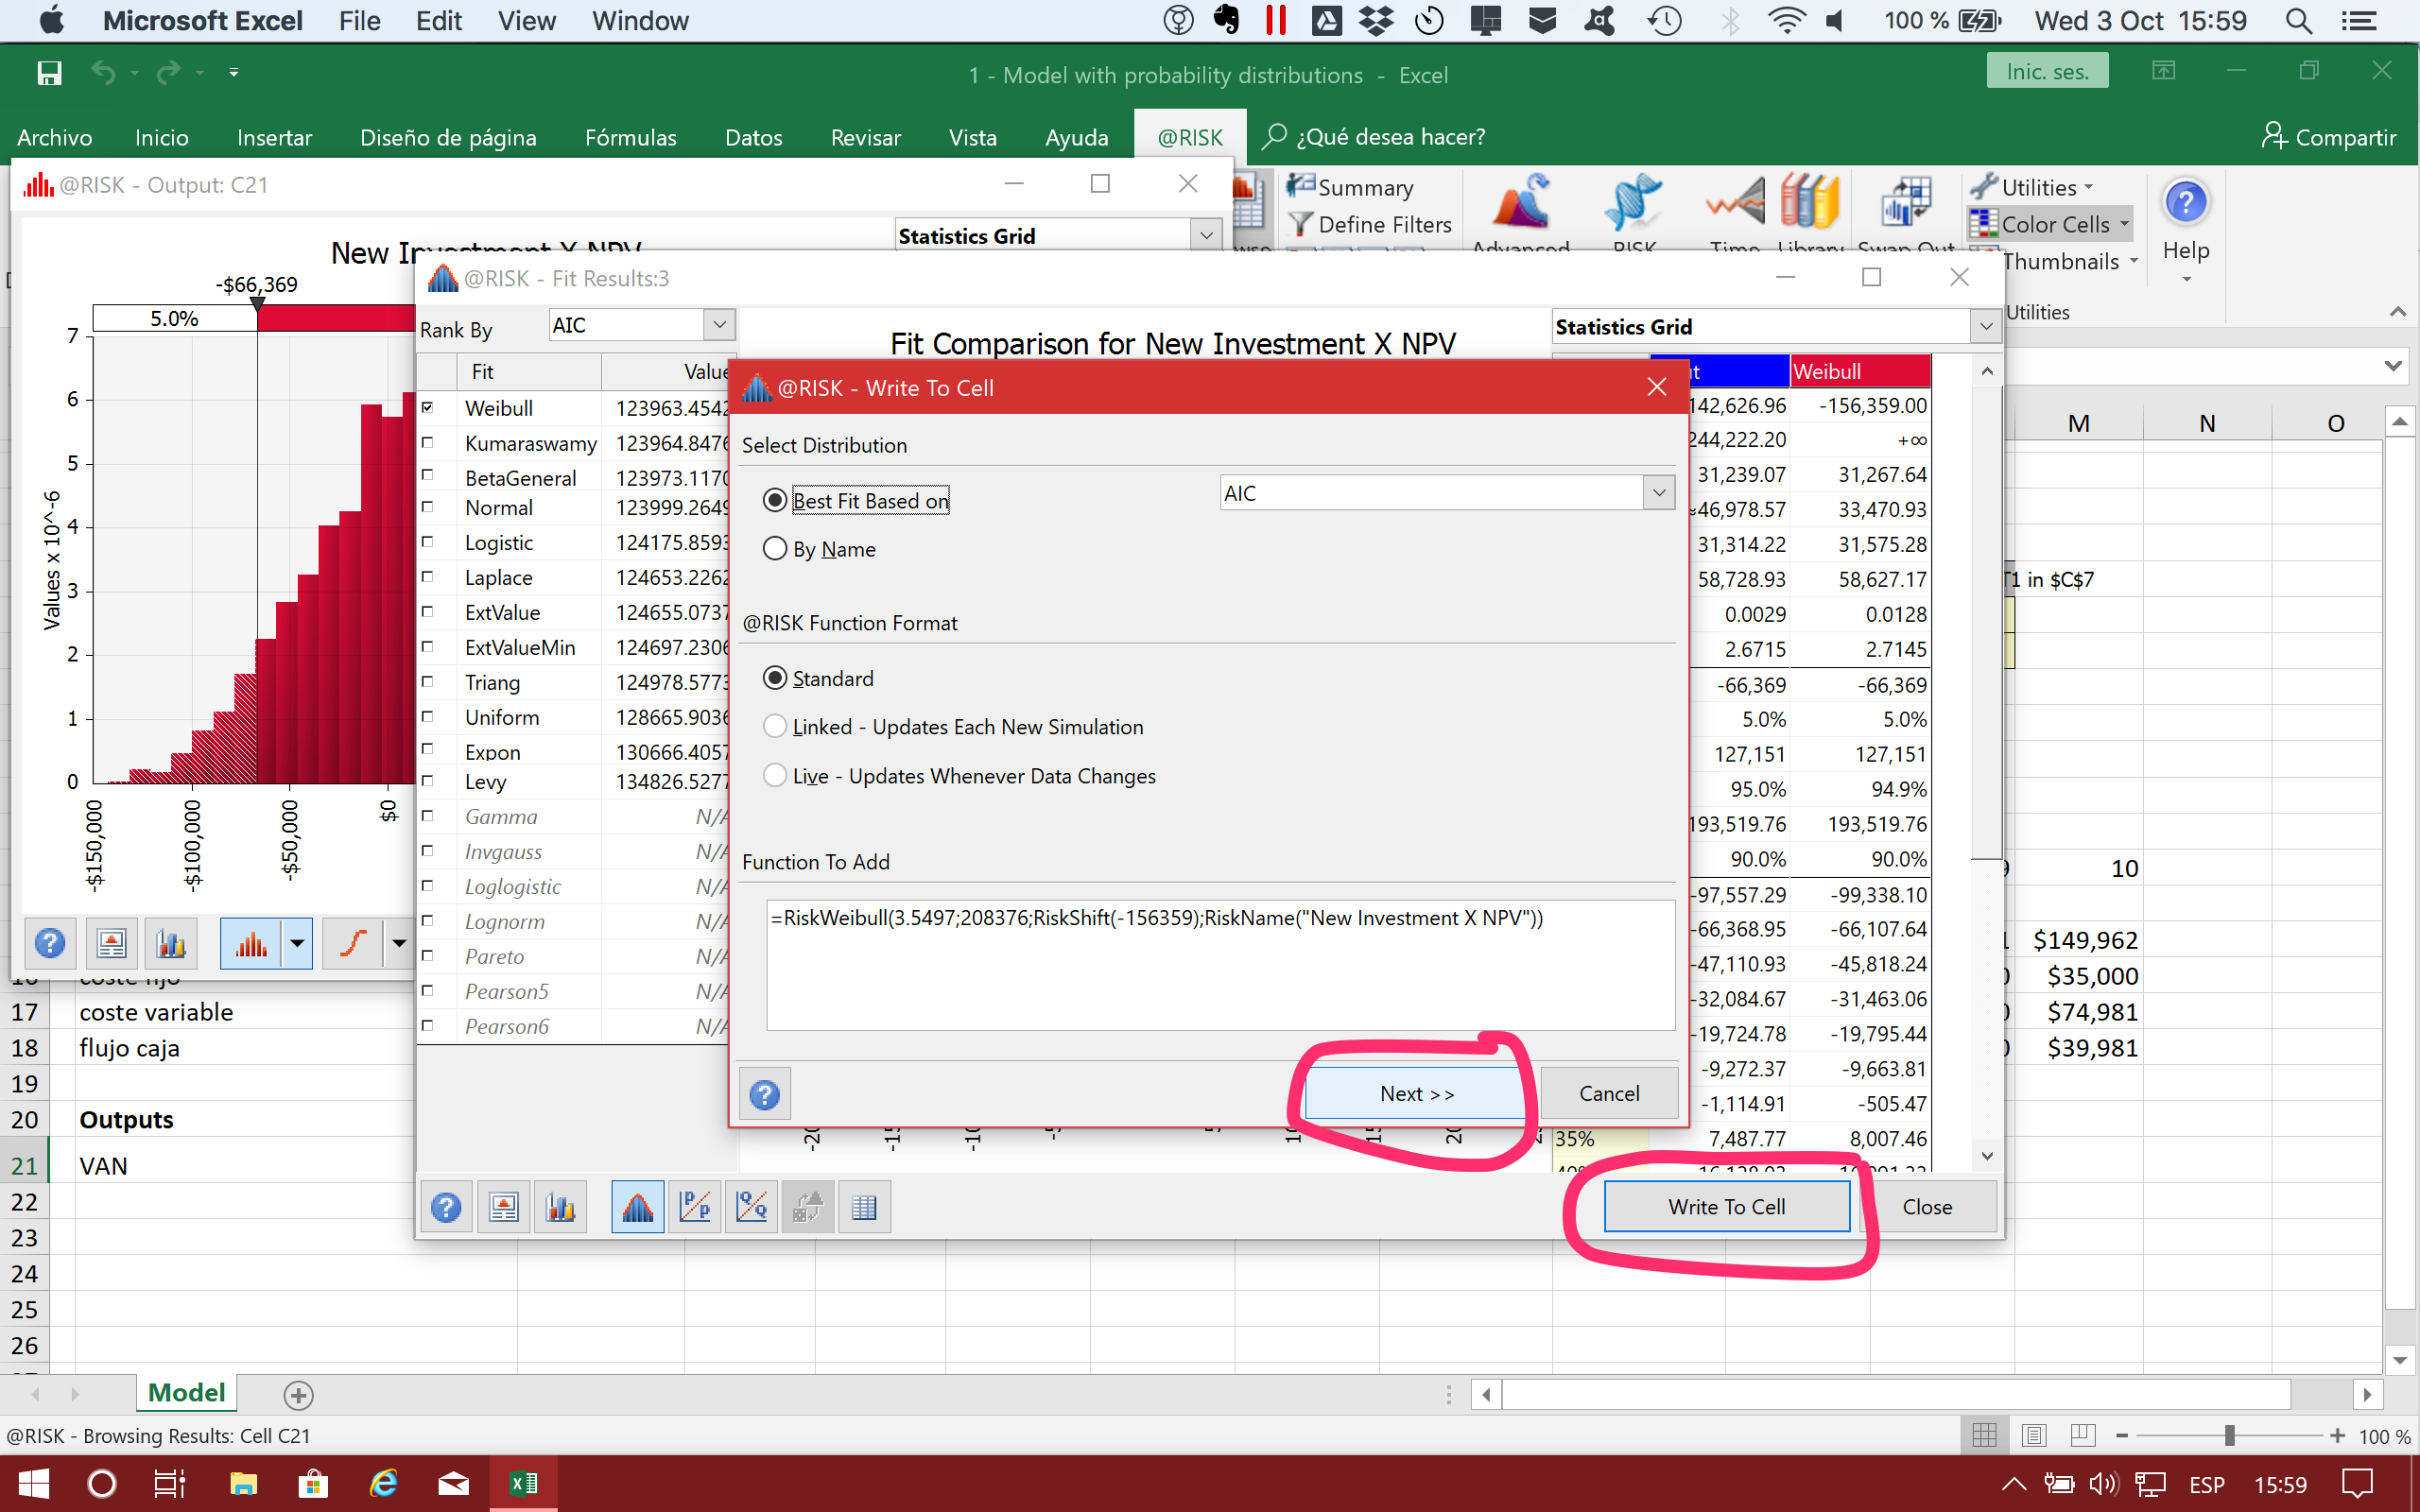 Microsoft Excel File Edit View Window 100 % Wed 3 Oct 15:59
1 - Model with probability distributions - Excel Inic. ses.
Archivo Inicio Insertar Diseño de página Fórmulas Datos Revisar Vista Ayuda @RISK ¿Qué desea hacer? Compartir
@RISK - Output: C21
Summary
Define Filters
Utilities
Color Cells
Thumbnails
Help
Utilities
Statistics Grid
-$66,369
5.0%
Values x 10^-6
7
6
5
4
3
2
1
0
-$150,000
-$100,000
-$50,000
$0
@RISK - Fit Results:3
Rank By AIC
Fit Comparison for New Investment X NPV
Statistics Grid
Fit Value
Weibull 123963.4542
Kumaraswamy 123964.8476
BetaGeneral 123973.1170
Normal 123999.2649
Logistic 124175.8593
Laplace 124653.2262
ExtValue 124655.0737
ExtValueMin 124697.2306
Triang 124978.5773
Uniform 128665.9036
Expon 130666.4057
Levy 134826.5277
Gamma N/A
Invgauss N/A
Loglogistic N/A
Lognorm N/A
Pareto N/A
Pearson5 N/A
Pearson6 N/A
@RISK - Write To Cell
Select Distribution
Best Fit Based on AIC
By Name
@RISK Function Format
Standard
Linked - Updates Each New Simulation
Live - Updates Whenever Data Changes
Function To Add
=RiskWeibull(3.5497;208376;RiskShift(-156359);RiskName("New Investment X NPV"))
Next >> Cancel
Weibull
142,626.96 -156,359.00
244,222.20 +∞
31,239.07 31,267.64
46,978.57 33,470.93
31,314.22 31,575.28
58,728.93 58,627.17
0.0029 0.0128
2.6715 2.7145
-66,369 -66,369
5.0% 5.0%
127,151 127,151
95.0% 94.9%
193,519.76 193,519.76
90.0% 90.0%
-97,557.29 -99,338.10
-66,368.95 -66,107.64
-47,110.93 -45,818.24
-32,084.67 -31,463.06
-19,724.78 -19,795.44
-9,272.37 -9,663.81
-1,114.91 -505.47
35% 7,487.77 8,007.46
Write To Cell Close
M N O
in $C$7
10
$149,962
$35,000
$74,981
$39,981
17 coste variable
18 flujo caja
19
20 Outputs
21 VAN
22
23
24
25
26
Model
@RISK - Browsing Results: Cell C21 100 %
ESP 15:59